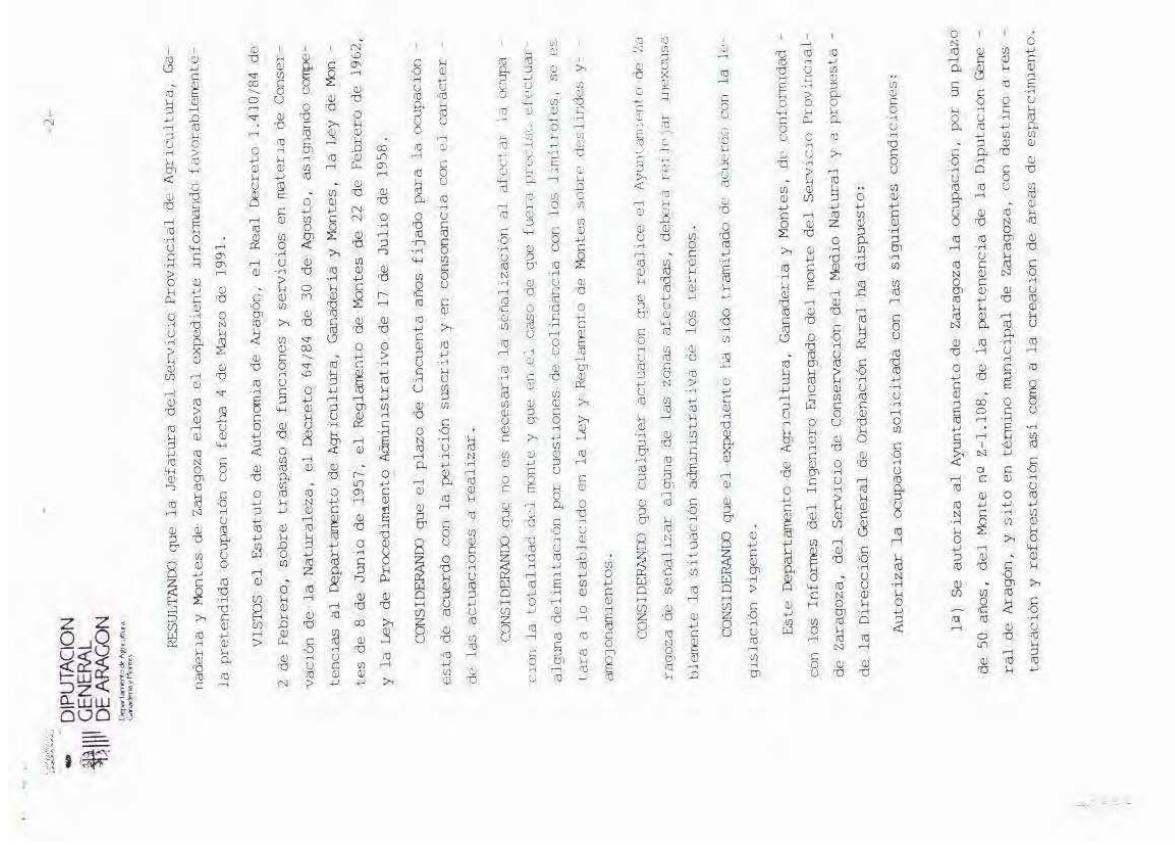 -2-
DIPUTACION
GENERAL
DE ARAGON
Departamento de Agricultura
Ganadería y Montes
RESULTANDO que la Jefatura del Servicio Provincial de Agricultura, Ga-
nadería y Montes de Zaragoza eleva el expediente informando favorablemente-
la pretendida ocupación con fecha 4 de Marzo de 1991.
VISTOS el Estatuto de Autonomía de Aragón, el Real Decreto 1.410/84 de
2 de Febrero, sobre traspaso de funciones y servicios en materia de Conser-
vación de la Naturaleza, el Decreto 64/84 de 30 de Agosto, asignando compe-
tencias al Departamento de Agricultura, Ganadería y Montes, la Ley de Mon -
tes de 8 de Junio de 1957, el Reglamento de Montes de 22 de Febrero de 1962,
y la Ley de Procedimiento Administrativo de 17 de Julio de 1958.
CONSIDERANDO que el plazo de Cincuenta años fijado para la ocupación -
está de acuerdo con la petición suscrita y en consonancia con el carácter -
de las actuaciones a realizar.
CONSIDERANDO que no es necesaria la señalización al afectar la ocupa -
cion la totalidad del monte y que en el caso de que fuera preciso efectuar-
alguna delimitación por cuestiones de colindancia con los limítrofes, se es
tara a lo establecido en la Ley y Reglamento de Montes sobre deslindes y -
amojonamientos.
CONSIDERANDO que cualquier actuación que realice el Ayuntamiento de Za
ragoza de señalizar alguna de las zonas afectadas, deberá reflejar inexcusa
blemente la situación administrativa de los terrenos.
CONSIDERANDO que el expediente ha sido tramitado de acuerdo con la le-
gislación vigente.
Este Departamento de Agricultura, Ganadería y Montes, de conformidad -
con los Informes del Ingeniero Encargado del monte del Servicio Provincial-
de Zaragoza, del Servicio de Conservación del Medio Natural y a propuesta -
de la Dirección General de Ordenación Rural ha dispuesto:
Autorizar la ocupación solicitada con las siguientes condiciones:
1ª) Se autoriza al Ayuntamiento de Zaragoza la ocupación, por un plazo
de 50 años, del Monte nº Z-1.108, de la pertenencia de la Diputación Gene -
ral de Aragón, y sito en término municipal de Zaragoza, con destino a res -
tauración y reforestación así como a la creación de áreas de esparcimiento.